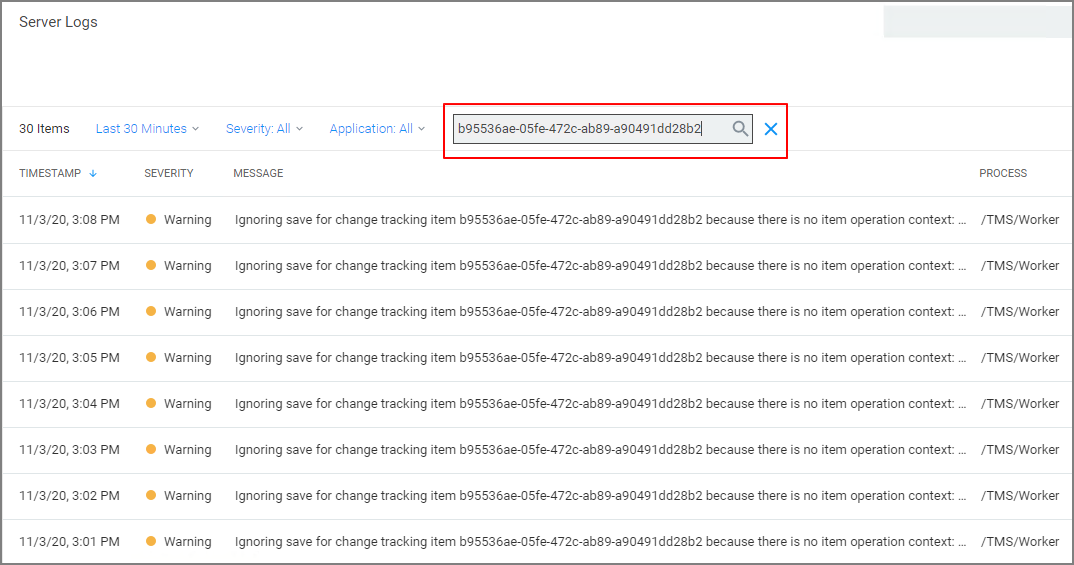 Server Logs
30 Items Last 30 Minutes Severity: All Application: All b95536ae-05fe-472c-ab89-a90491dd28b2
TIMESTAMP SEVERITY MESSAGE PROCESS
11/3/20, 3:08 PM Warning Ignoring save for change tracking item b95536ae-05fe-472c-ab89-a90491dd28b2 because there is no item operation context: ... /TMS/Worker
11/3/20, 3:07 PM Warning Ignoring save for change tracking item b95536ae-05fe-472c-ab89-a90491dd28b2 because there is no item operation context: ... /TMS/Worker
11/3/20, 3:06 PM Warning Ignoring save for change tracking item b95536ae-05fe-472c-ab89-a90491dd28b2 because there is no item operation context: ... /TMS/Worker
11/3/20, 3:05 PM Warning Ignoring save for change tracking item b95536ae-05fe-472c-ab89-a90491dd28b2 because there is no item operation context: ... /TMS/Worker
11/3/20, 3:04 PM Warning Ignoring save for change tracking item b95536ae-05fe-472c-ab89-a90491dd28b2 because there is no item operation context: ... /TMS/Worker
11/3/20, 3:03 PM Warning Ignoring save for change tracking item b95536ae-05fe-472c-ab89-a90491dd28b2 because there is no item operation context: ... /TMS/Worker
11/3/20, 3:02 PM Warning Ignoring save for change tracking item b95536ae-05fe-472c-ab89-a90491dd28b2 because there is no item operation context: ... /TMS/Worker
11/3/20, 3:01 PM Warning Ignoring save for change tracking item b95536ae-05fe-472c-ab89-a90491dd28b2 because there is no item operation context: ... /TMS/Worker